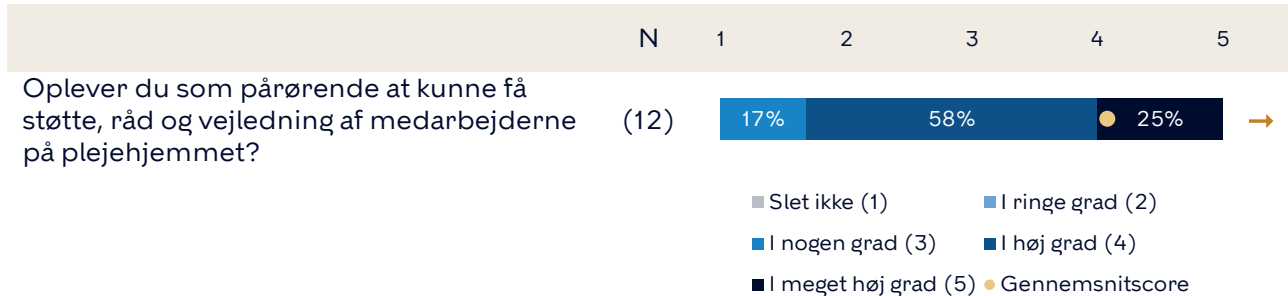 N 1 2 3 4 5
Oplever du som pårørende at kunne få
støtte, råd og vejledning af medarbejderne
på plejehjemmet?
(12) 17% 58% 25%
Slet ikke (1) I ringe grad (2)
I nogen grad (3) I høj grad (4)
I meget høj grad (5) Gennemsnitscore